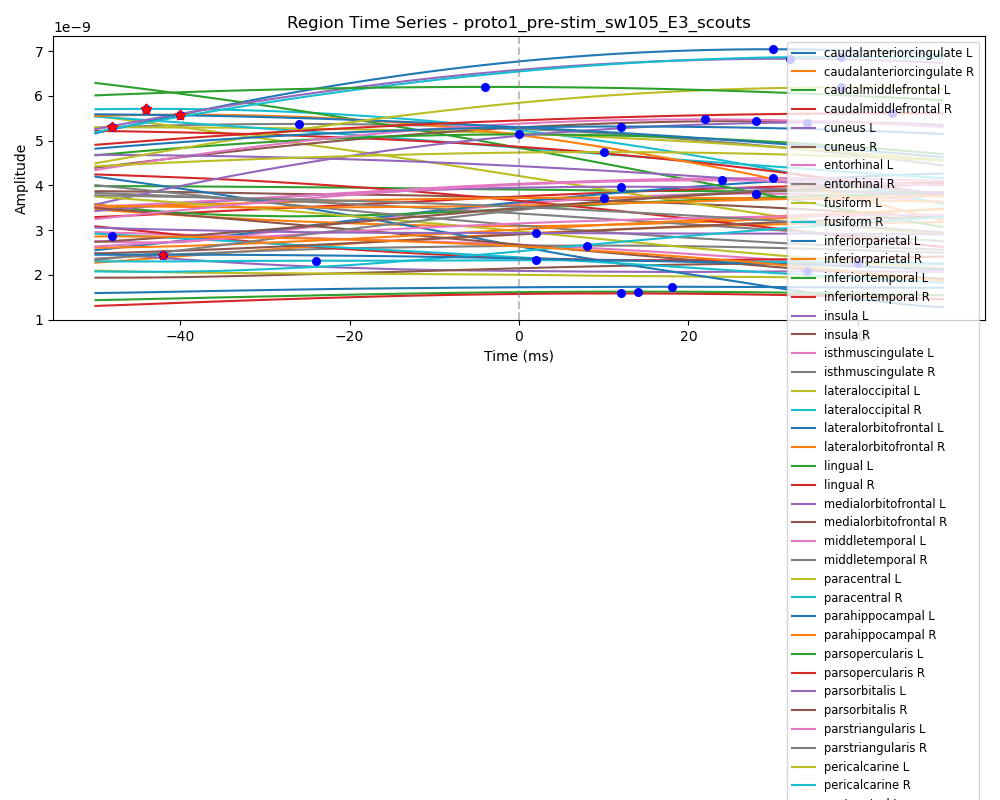 Region Time Series - proto1_pre-stim_sw105_E3_scouts
1e−9
7
6
5
4
3
2
1
Amplitude
−40
−20
0
20
40
Time (ms)
caudalanteriorcingulate L
caudalanteriorcingulate R
caudalmiddlefrontal L
caudalmiddlefrontal R
cuneus L
cuneus R
entorhinal L
entorhinal R
fusiform L
fusiform R
inferiorparietal L
inferiorparietal R
inferiortemporal L
inferiortemporal R
insula L
insula R
isthmuscingulate L
isthmuscingulate R
lateraloccipital L
lateraloccipital R
lateralorbitofrontal L
lateralorbitofrontal R
lingual L
lingual R
medialorbitofrontal L
medialorbitofrontal R
middletemporal L
middletemporal R
paracentral L
paracentral R
parahippocampal L
parahippocampal R
parsopercularis L
parsopercularis R
parsorbitalis L
parsorbitalis R
parstriangularis L
parstriangularis R
pericalcarine L
pericalcarine R